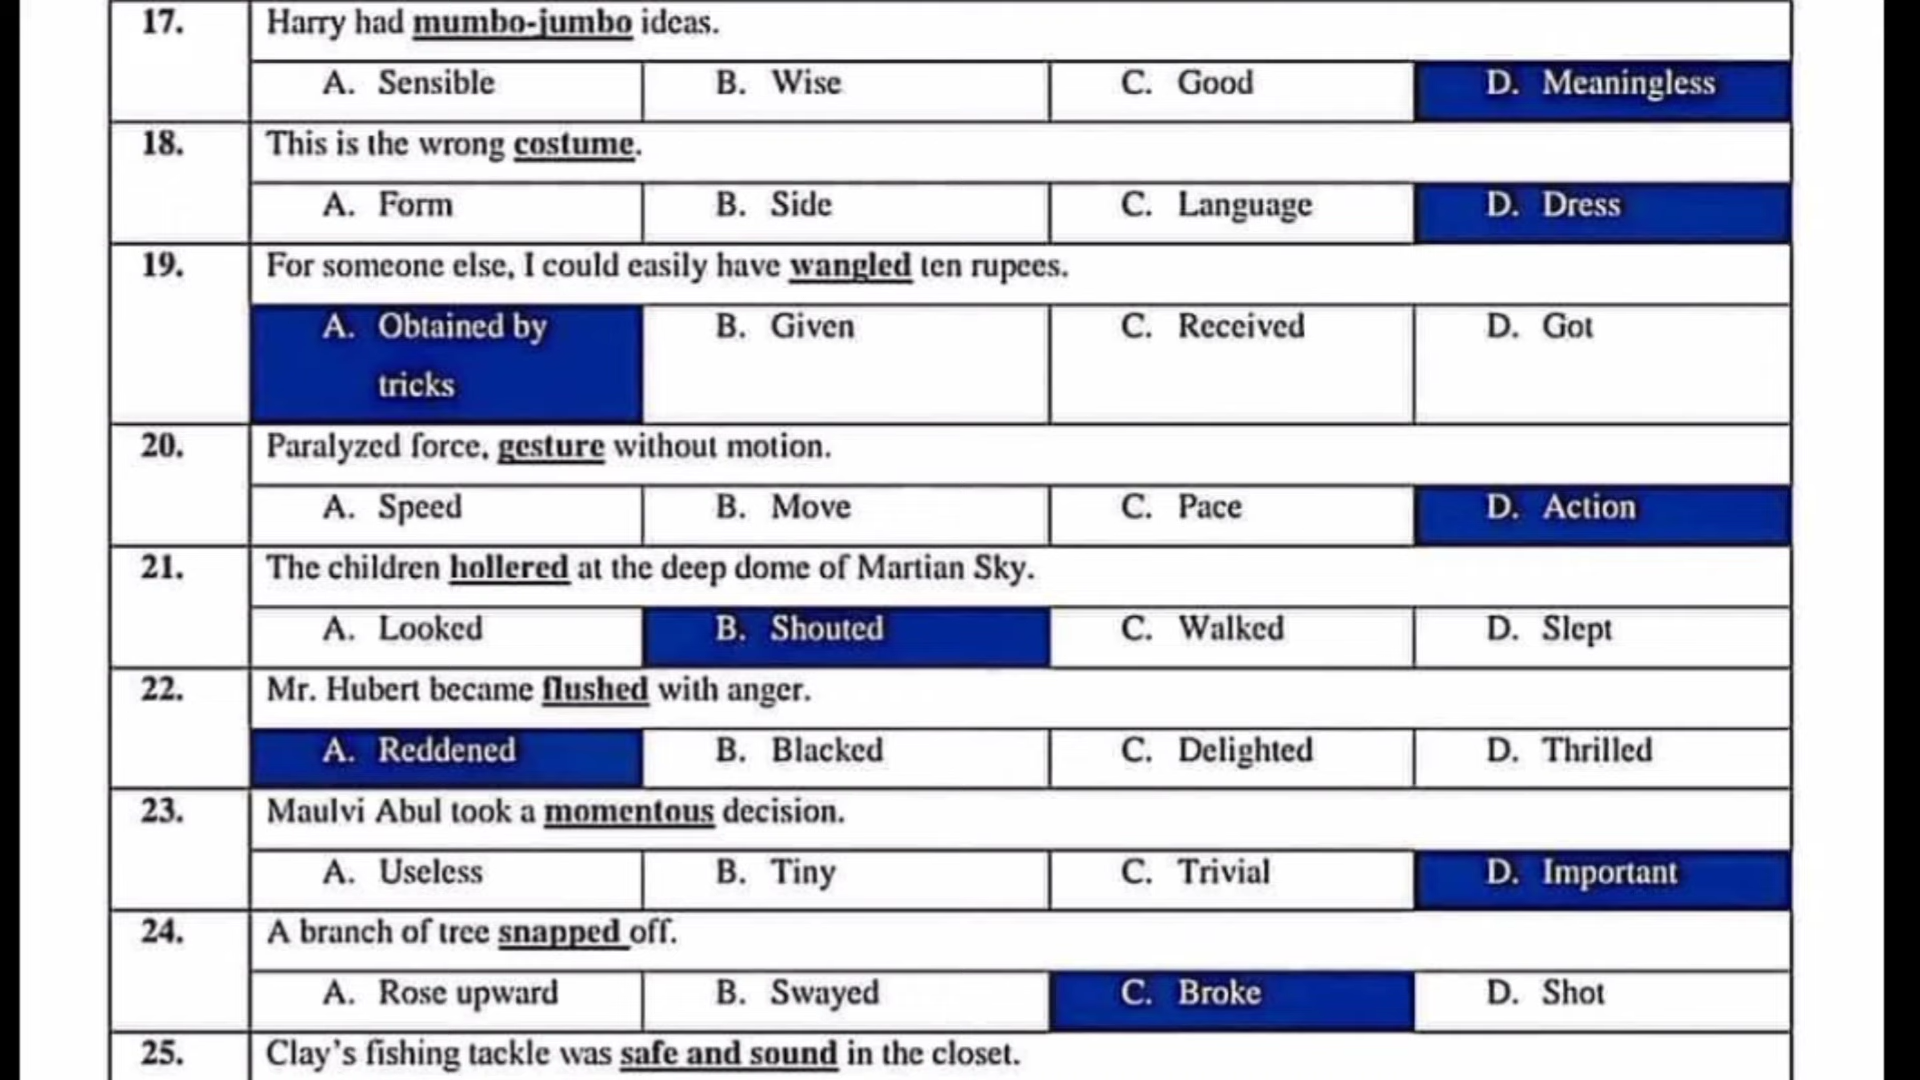 17. Harry had mumbo-jumbo ideas.
A. Sensible B. Wise C. Good D. Meaningless
18. This is the wrong costume.
A. Form B. Side C. Language D. Dress
19. For someone else, I could easily have wangled ten rupees.
A. Obtained by B. Given C. Received D. Got
tricks
20. Paralyzed force, gesture without motion.
A. Speed B. Move C. Pace D. Action
21. The children hollered at the deep dome of Martian Sky.
A. Looked B. Shouted C. Walked D. Slept
22. Mr. Hubert became flushed with anger.
A. Reddened B. Blacked C. Delighted D. Thrilled
23. Maulvi Abul took a momentous decision.
A. Useless B. Tiny C. Trivial D. Important
24. A branch of tree snapped off.
A. Rose upward B. Swayed C. Broke D. Shot
25. Clay's fishing tackle was safe and sound in the closet.